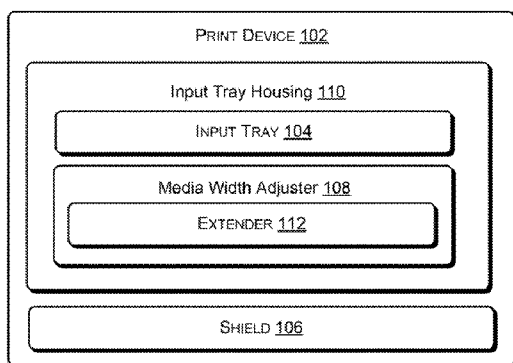 PRINT DEVICE 102
Input Tray Housing 110
INPUT TRAY 104
Media Width Adjuster 108
EXTENDER 112
SHIELD 106